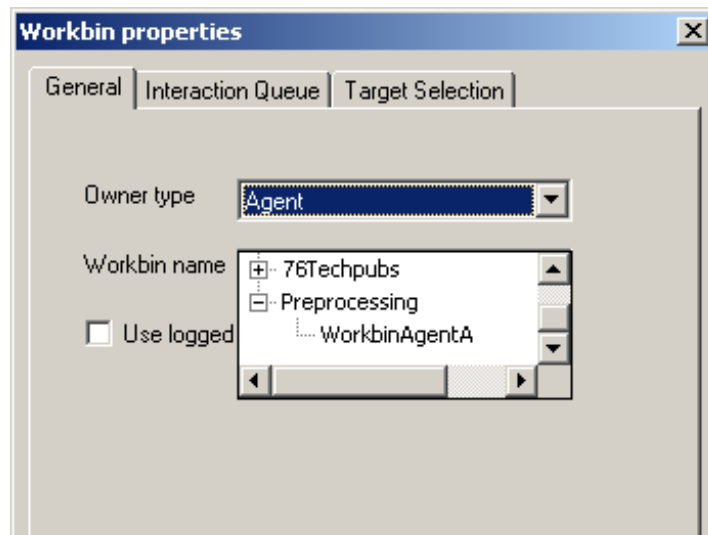 Workbin properties
General Interaction Queue Target Selection
Owner type Agent
Workbin name 76Techpubs
Preprocessing
Use logged WorkbinAgentA